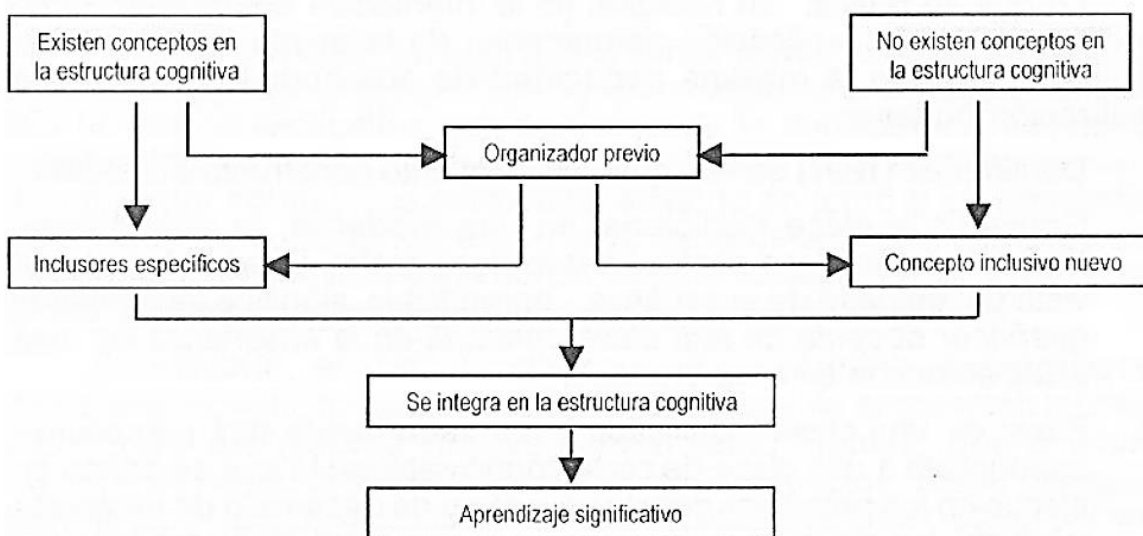 Existen conceptos en
la estructura cognitiva
No existen conceptos en
la estructura cognitiva
Organizador previo
Inclusores específicos
Concepto inclusivo nuevo
Se integra en la estructura cognitiva
Aprendizaje significativo